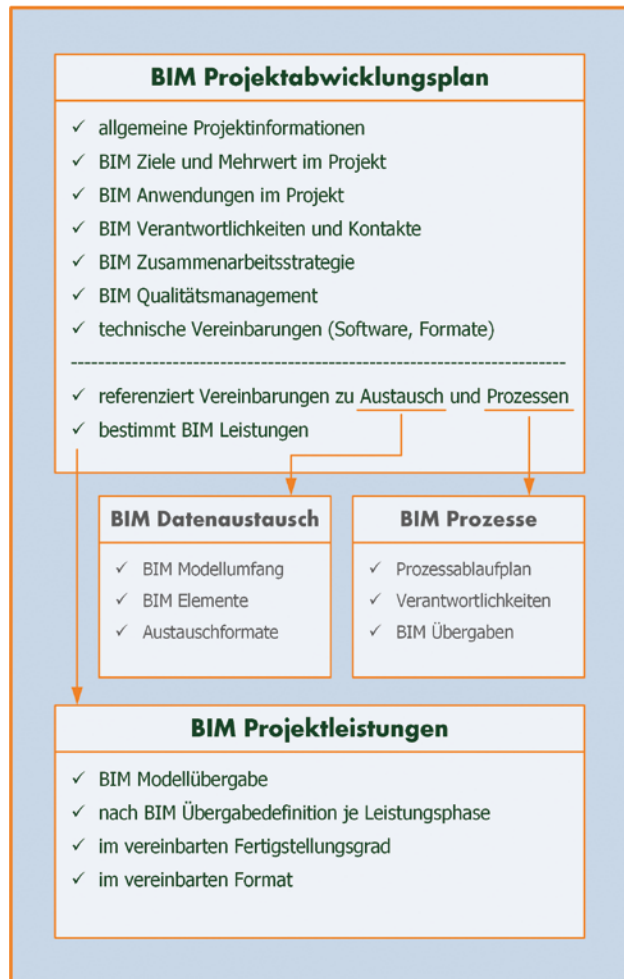 BIM Projektabwicklungsplan
✓ allgemeine Projektinformationen
✓ BIM Ziele und Mehrwert im Projekt
✓ BIM Anwendungen im Projekt
✓ BIM Verantwortlichkeiten und Kontakte
✓ BIM Zusammenarbeitsstrategie
✓ BIM Qualitätsmanagement
✓ technische Vereinbarungen (Software, Formate)
✓ referenziert Vereinbarungen zu Austausch und Prozessen
✓ bestimmt BIM Leistungen
BIM Datenaustausch
✓ BIM Modellumfang
✓ BIM Elemente
✓ Austauschformate
BIM Prozesse
✓ Prozessablaufplan
✓ Verantwortlichkeiten
✓ BIM Übergaben
BIM Projektleistungen
✓ BIM Modellübergabe
✓ nach BIM Übergabedefinition je Leistungsphase
✓ im vereinbarten Fertigstellungsgrad
✓ im vereinbarten Format